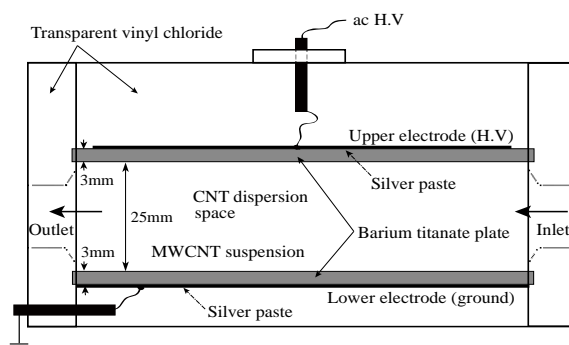 ac H.V
Transparent vinyl chloride
Upper electrode (H.V)
3mm
Silver paste
CNT dispersion
space
25mm
Outlet
Barium titanate plate
Inlet
MWCNT suspension
3mm
Lower electrode (ground)
Silver paste